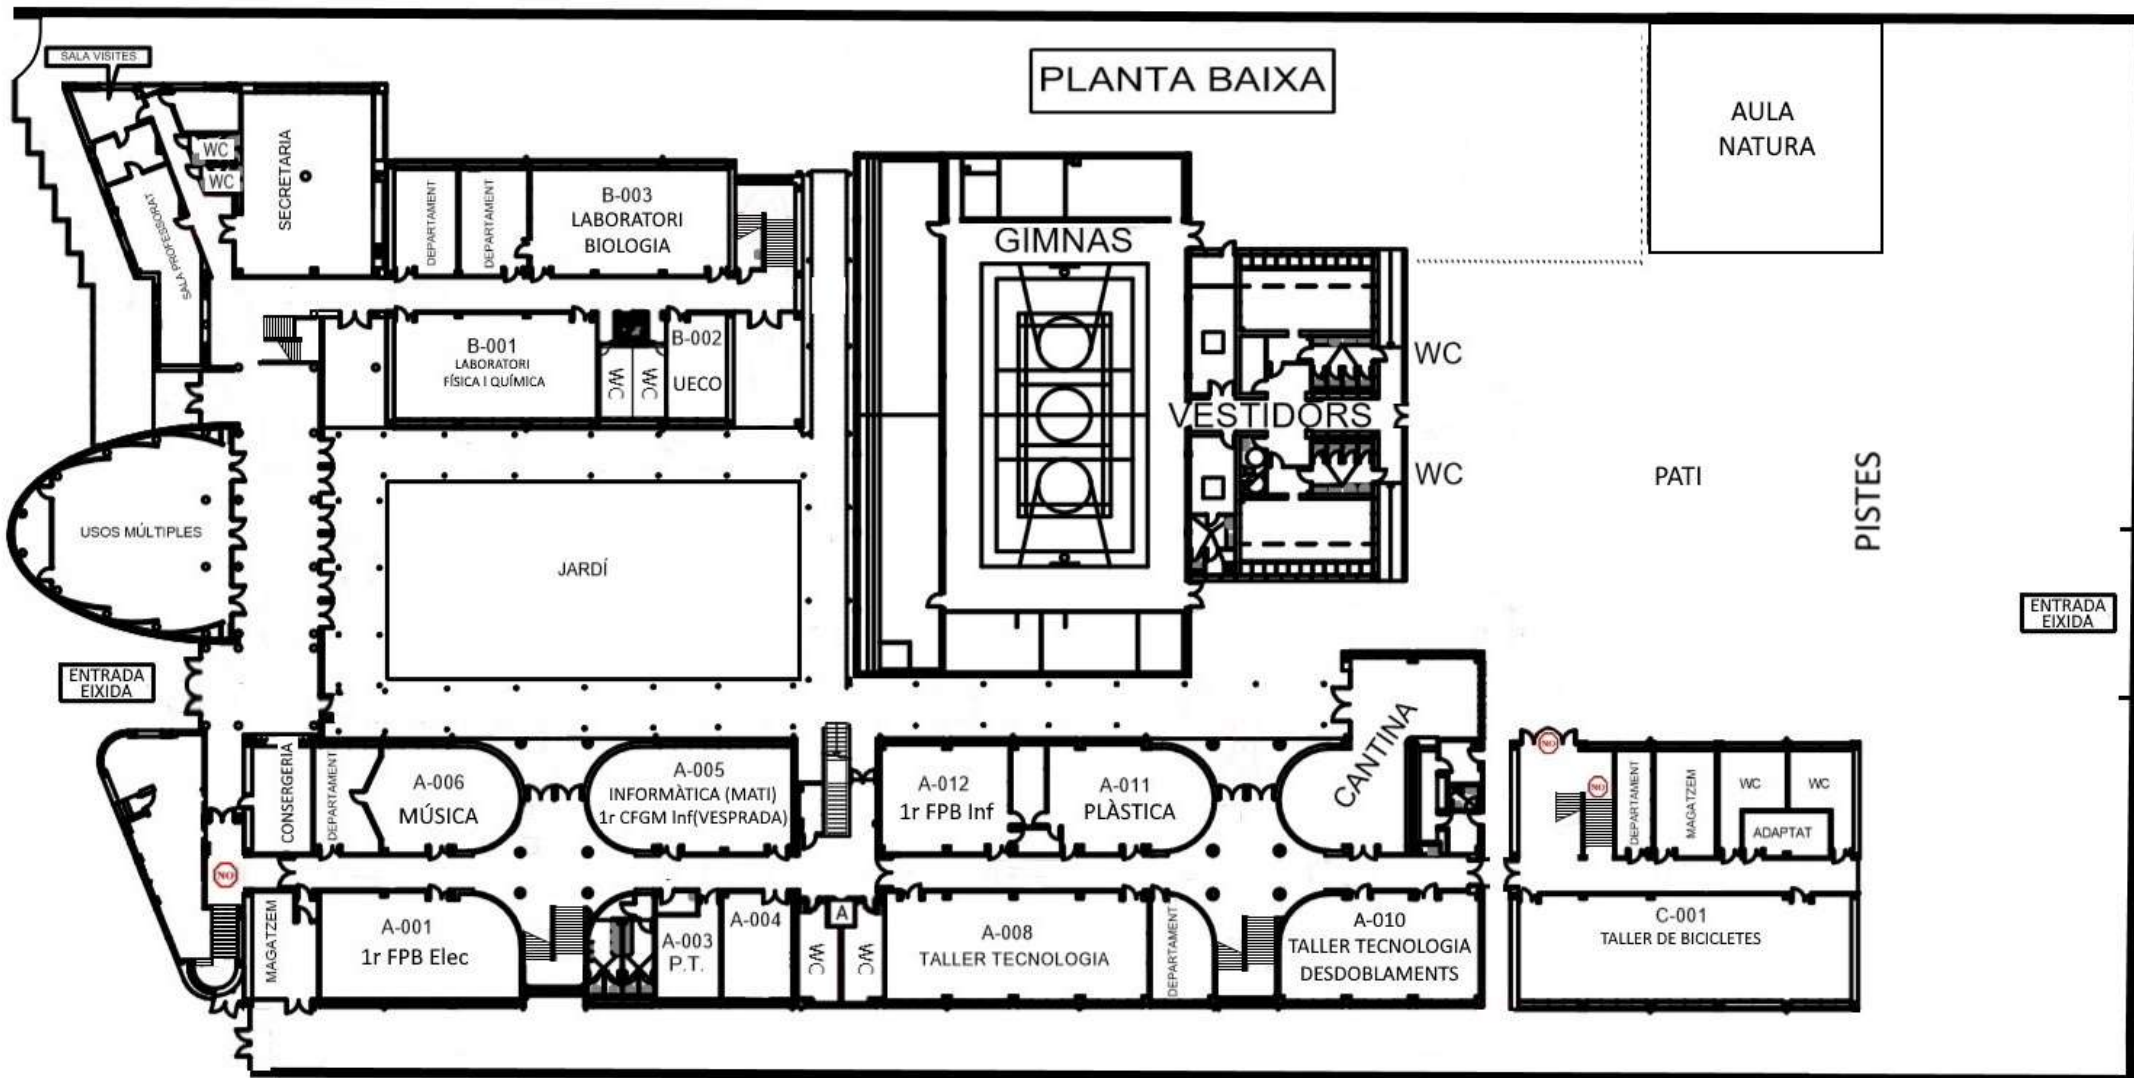 PLANTA BAIXA
SALA VISITES
AULA
NATURA
WC
WC
SECRETARIA
SALA PROFESSORAT
DEPARTAMENT
DEPARTAMENT
B-003
LABORATORI
BIOLOGIA
GIMNAS
B-001
LABORATORI
FÍSICA I QUÍMICA
WC
WC
B-002
UECO
WC
VESTIDORS
WC
PATI
PISTES
USOS MÚLTIPLES
JARDÍ
ENTRADA
EIXIDA
ENTRADA
EIXIDA
CONSERGERIA
DEPARTAMENT
A-006
MÚSICA
A-005
INFORMÀTICA (MATI)
1r CFGM Inf(VESPRADA)
A-012
1r FPB Inf
A-011
PLÀSTICA
CANTINA
NO
NO
DEPARTAMENT
MAGATZEM
WC
WC
ADAPTAT
NO
MAGATZEM
A-001
1r FPB Elec
A-003
P.T.
A-004
A
WC
WC
A-008
TALLER TECNOLOGIA
DEPARTAMENT
A-010
TALLER TECNOLOGIA
DESDOBLAMENTS
C-001
TALLER DE BICICLETES